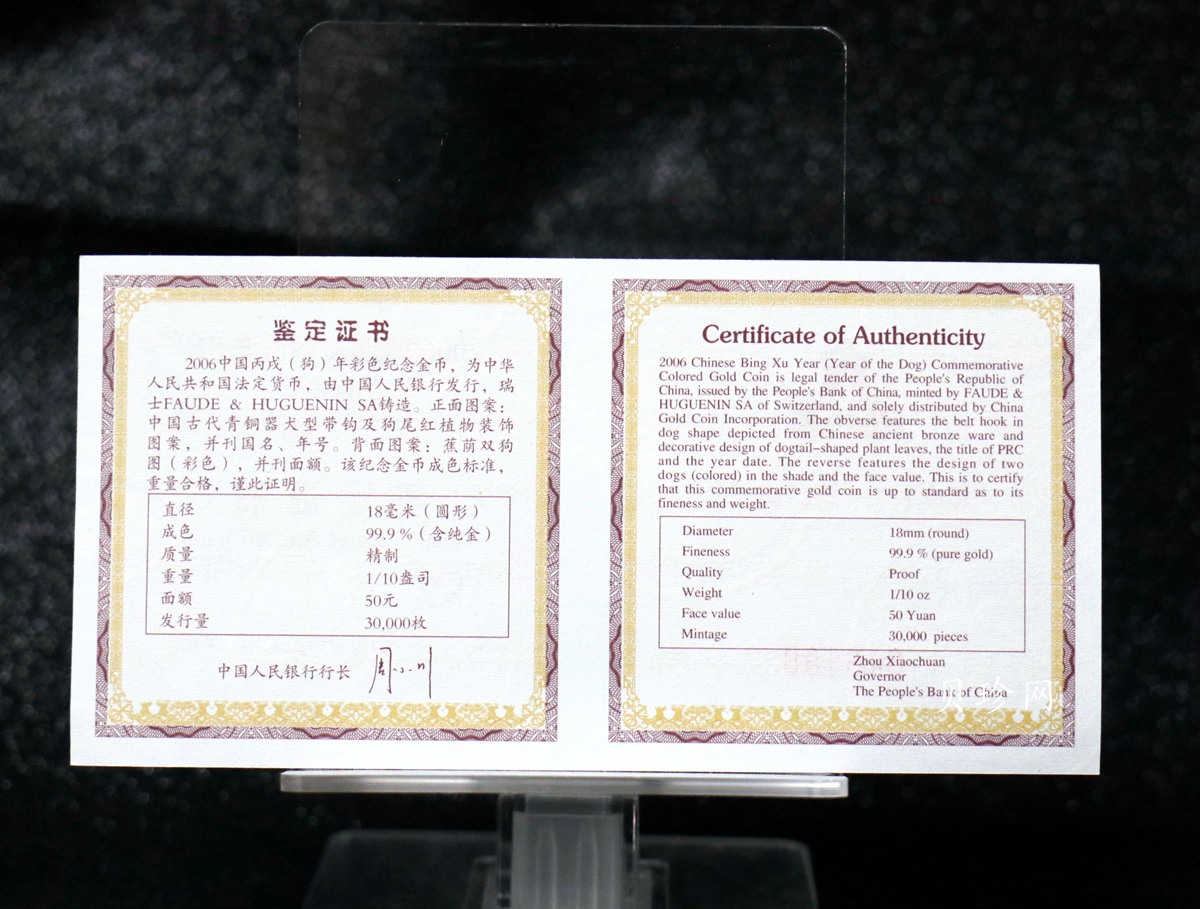 鉴定证书
2006中国丙戌（狗）年彩色纪念金币，为中华
人民共和国法定货币，由中国人民银行发行，瑞
士FAUDE & HUGUENIN SA铸造。正面图案：
中国古代青铜器犬型带钩及狗尾红植物装饰
图案，并刊国名、年号。背面图案：蕉荫双狗
图（彩色），并刊面额。该纪念金币成色标准，
重量合格，谨此证明。
直径 18毫米（圆形）
成色 99.9％（含纯金）
质量 精制
重量 1/10盎司
面额 50元
发行量 30,000枚
中国人民银行行长 周小川
Certificate of Authenticity
2006 Chinese Bing Xu Year (Year of the Dog) Commemorative
Colored Gold Coin is legal tender of the People's Republic of
China, issued by the People's Bank of China, minted by FAUDE &
HUGUENIN SA of Switzerland, and solely distributed by China
Gold Coin Incorporation. The obverse features the belt hook in
dog shape depicted from Chinese ancient bronze ware and
decorative design of dogtail-shaped plant leaves, the title of PRC
and the year date. The reverse features the design of two
dogs (colored) in the shade and the face value. This is to certify
that this commemorative gold coin is up to standard as to its
fineness and weight.
Diameter 18mm (round)
Fineness 99.9 % (pure gold)
Quality Proof
Weight 1/10 oz
Face value 50 Yuan
Mintage 30,000 pieces
Zhou Xiaochuan
Governor
The People's Bank of China
贝珍网